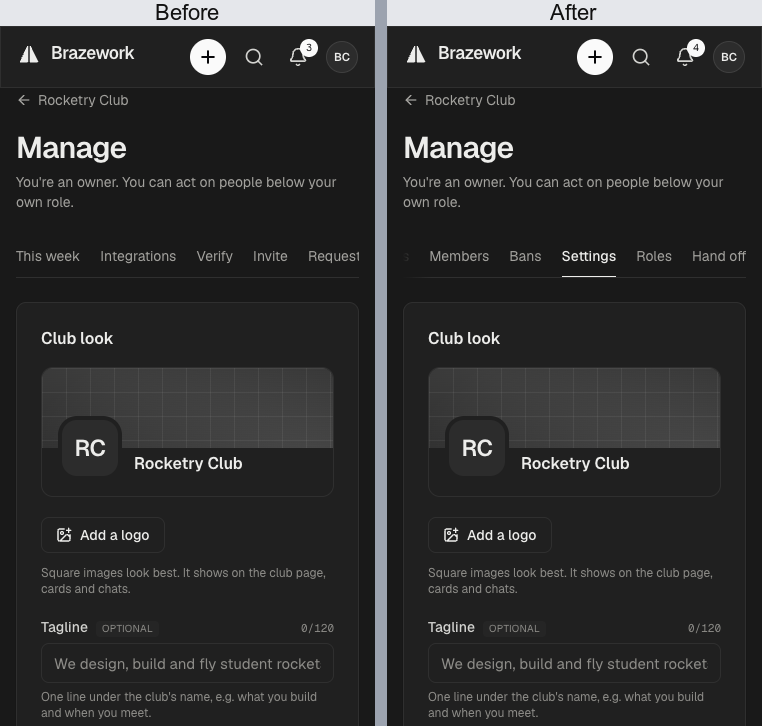 Before
Brazework
3
BC
Rocketry Club
Manage
You're an owner. You can act on people below your
own role.
This week Integrations Verify Invite Request
Club look
RC
Rocketry Club
Add a logo
Square images look best. It shows on the club page,
cards and chats.
Tagline OPTIONAL 0/120
We design, build and fly student rocket
One line under the club's name, e.g. what you build
and when you meet.
After
Brazework
4
BC
Rocketry Club
Manage
You're an owner. You can act on people below your
own role.
s Members Bans Settings Roles Hand off
Club look
RC
Rocketry Club
Add a logo
Square images look best. It shows on the club page,
cards and chats.
Tagline OPTIONAL 0/120
We design, build and fly student rocket
One line under the club's name, e.g. what you build
and when you meet.